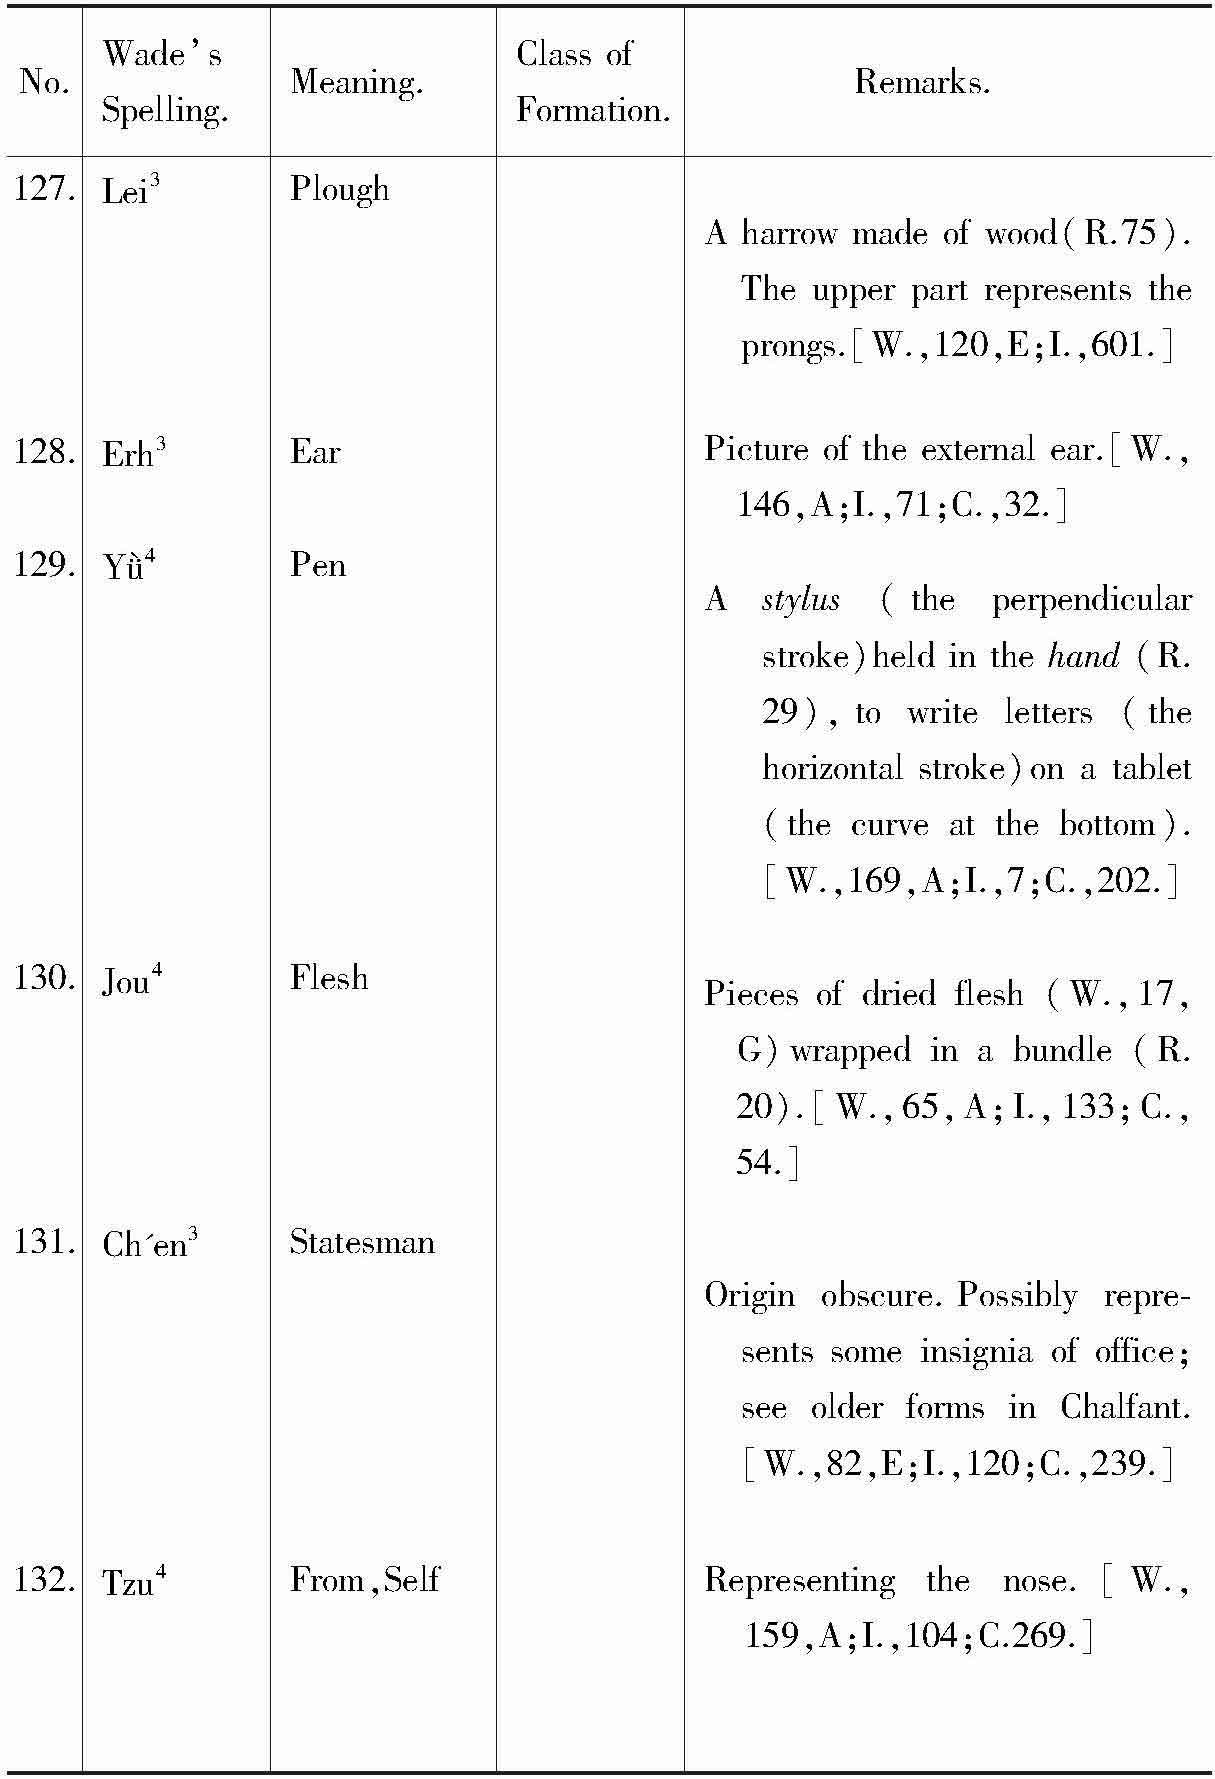 No. Wade's Spelling. Meaning. Class of Formation. Remarks.
127. Lei³ Plough
A harrow made of wood(R.75).
The upper part represents the
prongs.[W.,120,E;I.,601.]
128. Erh³ Ear Picture of the external ear.[W.,
146,A;I.,71;C.,32.]
129. Yǜ⁴ Pen
A stylus (the perpendicular
stroke)held in the hand (R.
29), to write letters (the
horizontal stroke)on a tablet
(the curve at the bottom).
[W.,169,A;I.,7;C.,202.]
130. Jou⁴ Flesh
Pieces of dried flesh (W.,17,
G)wrapped in a bundle (R.
20).[W.,65,A;I.,133;C.,
54.]
131. Ch´en³ Statesman
Origin obscure. Possibly repre-
sents some insignia of office;
see older forms in Chalfant.
[W.,82,E;I.,120;C.,239.]
132. Tzu⁴ From,Self Representing the nose. [W.,
159,A;I.,104;C.269.]